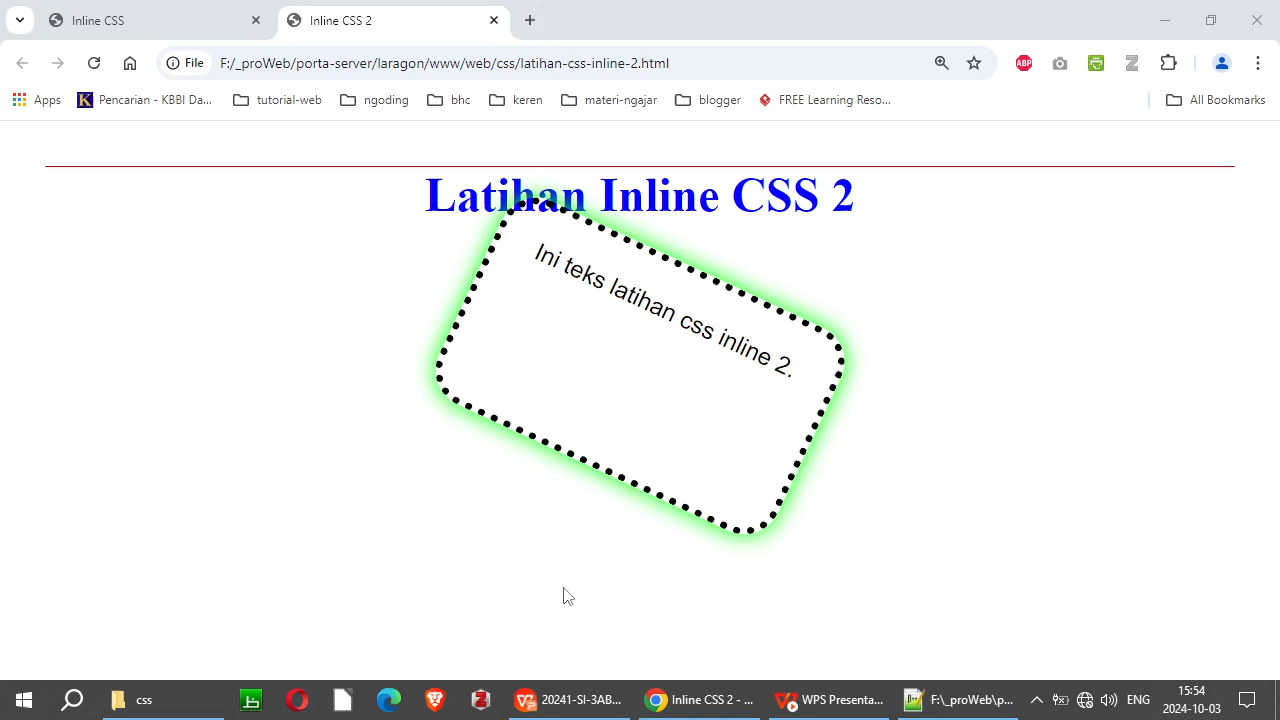 Inline CSS
Inline CSS 2
File
F:/_proWeb/porta-server/laragon/www/web/css/latihan-css-inline-2.html
ABP
Apps
Pencarian - KBBI Da...
tutorial-web
ngoding
lthc
keren
materi-ngajar
blogger
FREE Learning Reso...
All Bookmarks
Latihan Inline CSS 2
Ini teks latihan css inline 2.
css
20241-SI-3AB...
Inline CSS 2 - ...
WPS Presenta...
F:\_proWeb\p...
ENG
15:54
2024-10-03